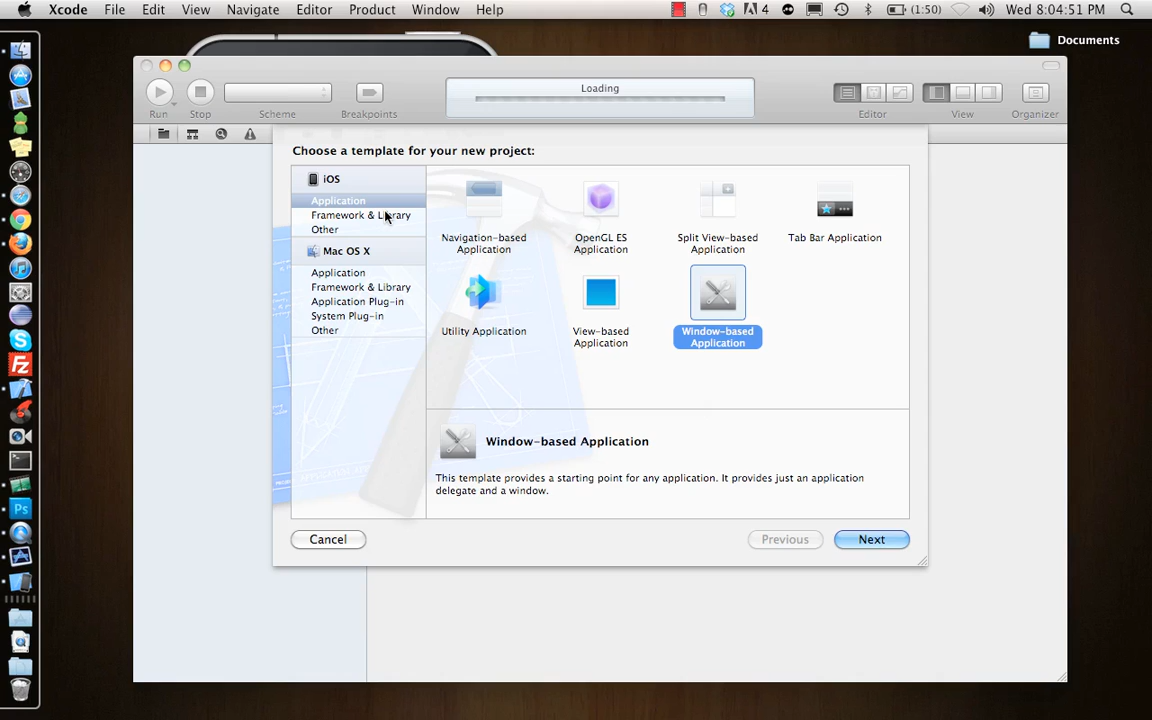 Xcode File Edit View Navigate Editor Product Window Help 4 (1:50) Wed 8:04:51 PM
Documents
Loading
Run Stop Scheme Breakpoints Editor View Organizer
Choose a template for your new project:
iOS
Application
Framework & Library
Other
Mac OS X
Application
Framework & Library
Application Plug-in
System Plug-in
Other
Navigation-based
Application
OpenGL ES
Application
Split View-based
Application
Tab Bar Application
Utility Application
View-based
Application
Window-based
Application
Window-based Application
This template provides a starting point for any application. It provides just an application
delegate and a window.
Cancel
Previous
Next
Fz
Ps